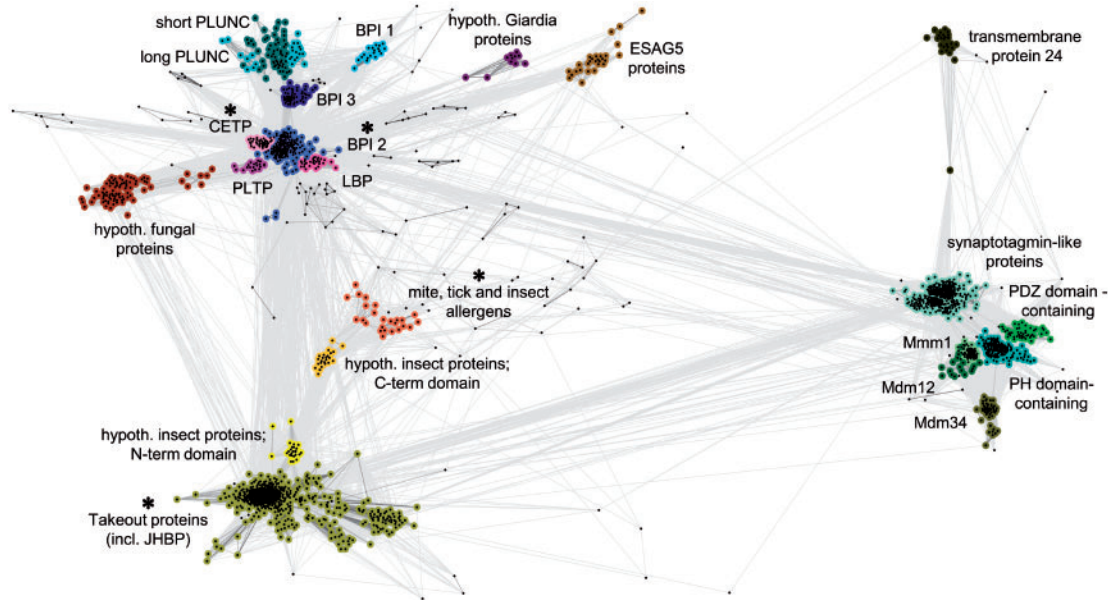 short PLUNC
long PLUNC
BPI 1
hypoth. Giardia
proteins
ESAG5
proteins
transmembrane
protein 24
BPI 3
*
CETP
*
BPI 2
PLTP
LBP
hypoth. fungal
proteins
synaptotagmin-like
proteins
*
mite, tick and insect
allergens
PDZ domain -
containing
Mmm1
hypoth. insect proteins;
C-term domain
Mdm12
PH domain-
containing
Mdm34
hypoth. insect proteins;
N-term domain
*
Takeout proteins
(incl. JHBP)